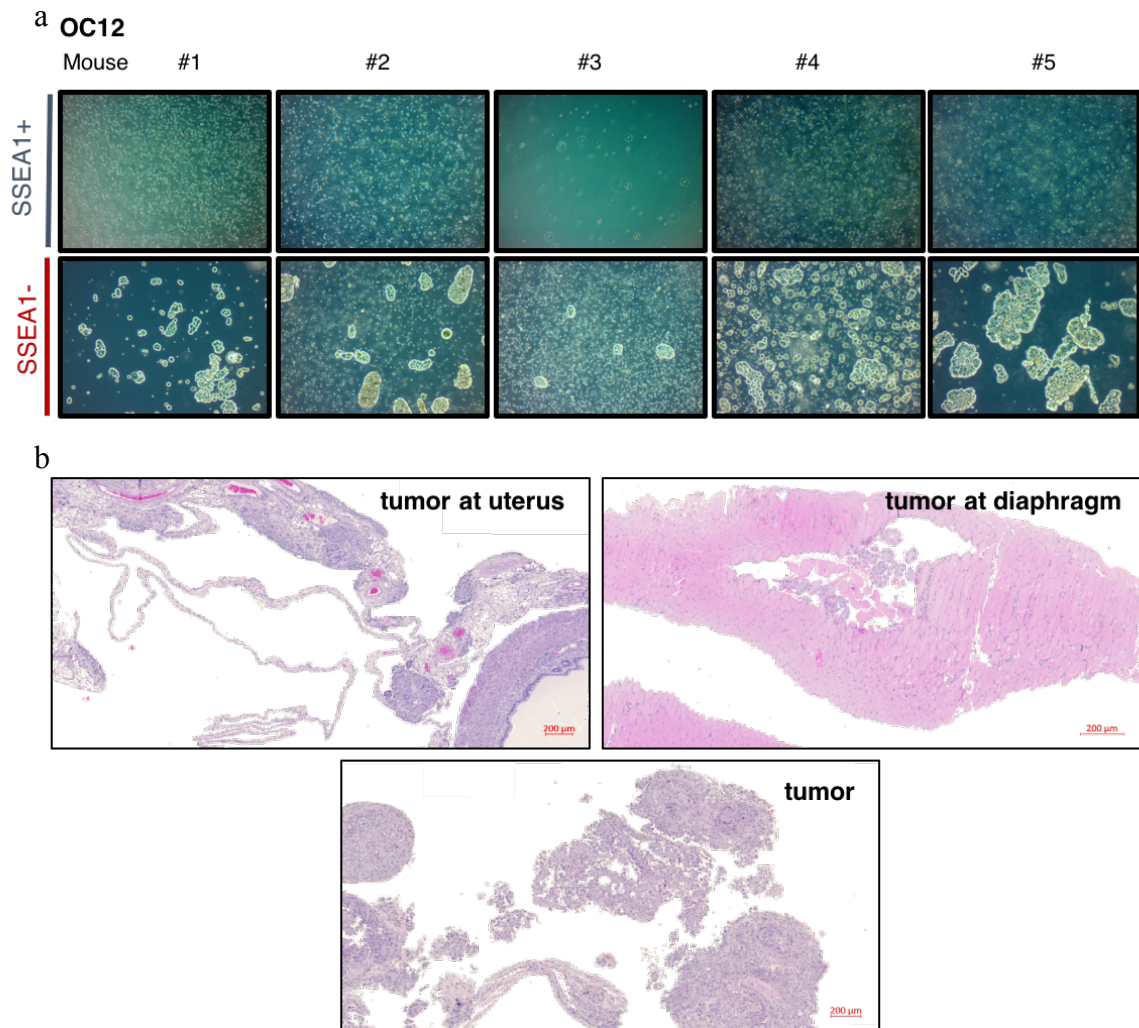 a
OC12
Mouse #1 #2 #3 #4 #5
SSEA1+
SSEA1-
b
tumor at uterus
200 µm
tumor at diaphragm
200 µm
tumor
200 µm